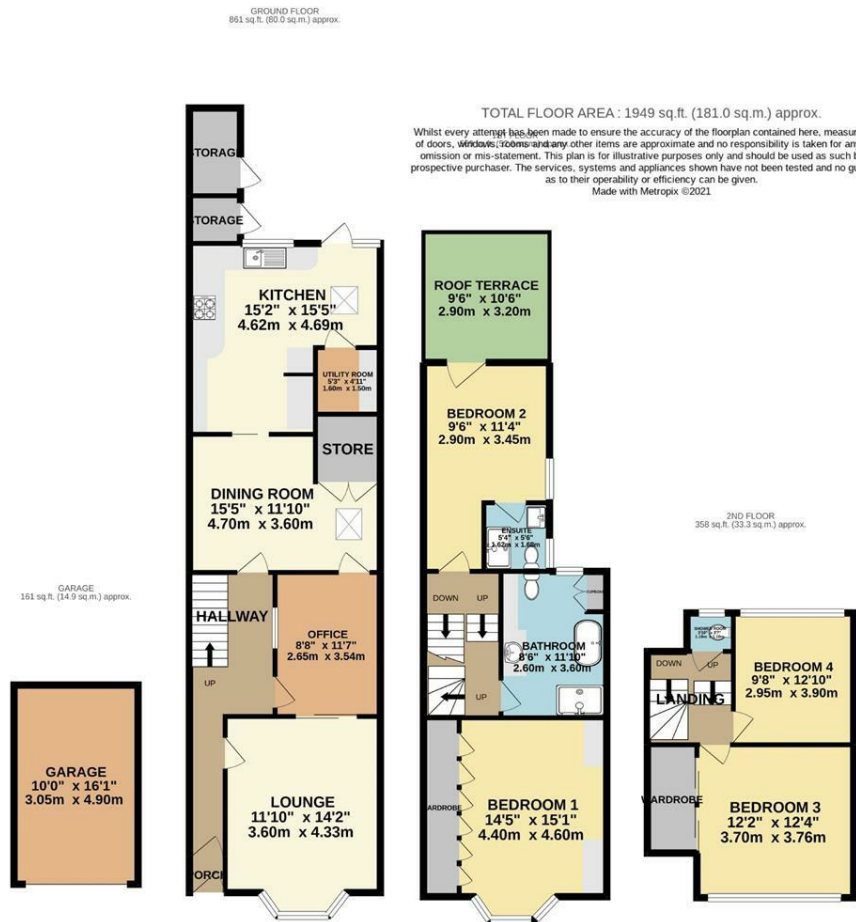 GROUND FLOOR
861 sq.ft. (80.0 sq.m.) approx.
TOTAL FLOOR AREA : 1949 sq.ft. (181.0 sq.m.) approx.
Whilst every attempt has been made to ensure the accuracy of the floorplan contained here, measur
of doors, windows, rooms and any other items are approximate and no responsibility is taken for an
omission or mis-statement. This plan is for illustrative purposes only and should be used as such b
prospective purchaser. The services, systems and appliances shown have not been tested and no gu
as to their operability or efficiency can be given.
Made with Metropix ©2021
STORAGE
STORAGE
KITCHEN
15'2" x 15'5"
4.62m x 4.69m
UTILITY ROOM
5'3" x 4'11"
1.60m x 1.50m
STORE
DINING ROOM
15'5" x 11'10"
4.70m x 3.60m
HALLWAY
UP
OFFICE
8'8" x 11'7"
2.65m x 3.54m
LOUNGE
11'10" x 14'2"
3.60m x 4.33m
PORCH
GARAGE
161 sq.ft. (14.9 sq.m.) approx.
GARAGE
10'0" x 16'1"
3.05m x 4.90m
ROOF TERRACE
9'6" x 10'6"
2.90m x 3.20m
BEDROOM 2
9'6" x 11'4"
2.90m x 3.45m
ENSUITE
5'4" x 5'6"
DOWN
UP
UP
BATHROOM
8'6" x 11'10"
2.60m x 3.60m
WARDROBE
BEDROOM 1
14'5" x 15'1"
4.40m x 4.60m
2ND FLOOR
358 sq.ft. (33.3 sq.m.) approx.
SHOWER ROOM
DOWN
UP
LANDING
BEDROOM 4
9'8" x 12'10"
2.95m x 3.90m
WARDROBE
BEDROOM 3
12'2" x 12'4"
3.70m x 3.76m